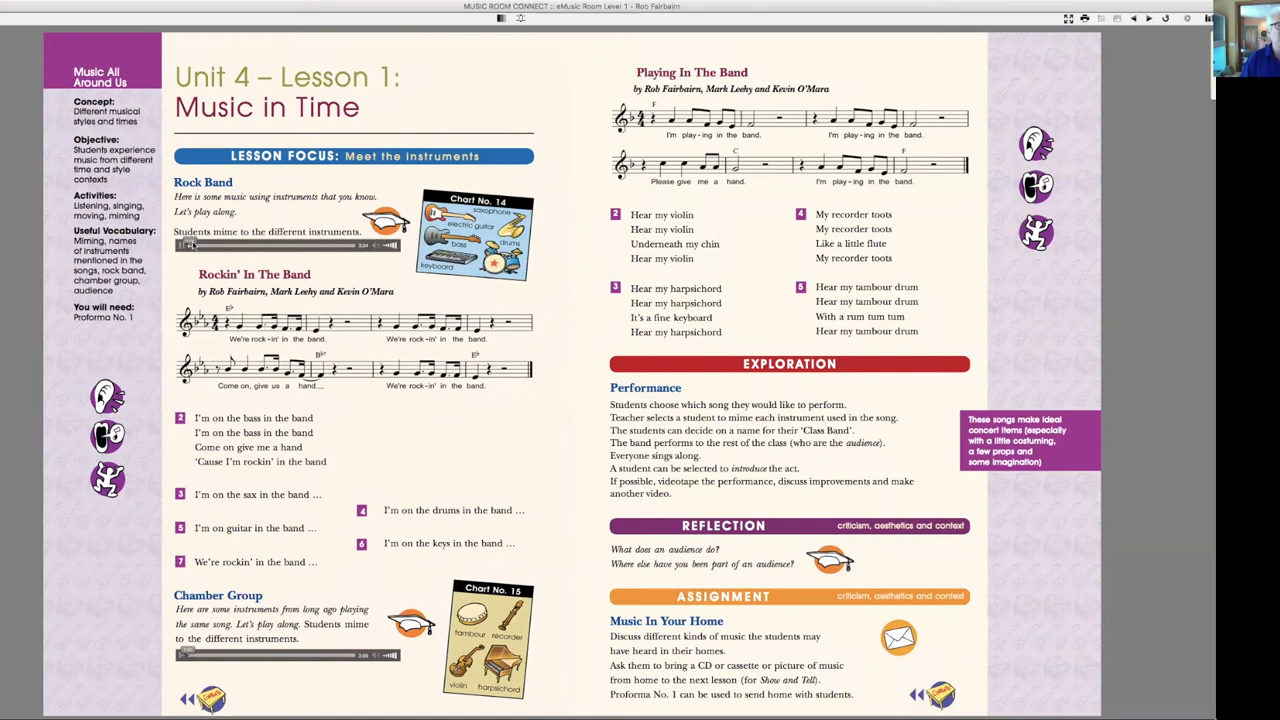 MUSIC ROOM CONNECT :: eMusic Room Level 1 - Rob Fairbairn
Music All
Around Us
Concept:
Different musical
styles and times
Objective:
Students experience
music from different
time and style
contexts
Activities:
Listening, singing,
moving, miming
Useful Vocabulary:
Miming, names
of instruments
mentioned in the
songs, rock band,
chamber group,
audience
You will need:
Proforma No. 1
Unit 4 – Lesson 1:
Music in Time
LESSON FOCUS: Meet the instruments
Rock Band
Here is some music using instruments that you know.
Let's play along.
Students mime to the different instruments.
3:04
Chart No. 14
saxophone
electric guitar
bass
drums
keyboard
Rockin' In The Band
by Rob Fairbairn, Mark Leehy and Kevin O'Mara
E♭
We're rock-in' in the band. We're rock-in' in the band.
B♭7 E♭
Come on, give us a hand.__ We're rock-in' in the band.
2 I'm on the bass in the band
I'm on the bass in the band
Come on give me a hand
'Cause I'm rockin' in the band
3 I'm on the sax in the band …
4 I'm on the drums in the band …
5 I'm on guitar in the band …
6 I'm on the keys in the band …
7 We're rockin' in the band …
Chamber Group
Here are some instruments from long ago playing
the same song. Let's play along. Students mime
to the different instruments.
Chart No. 15
tambour recorder
violin harpsichord
Playing In The Band
by Rob Fairbairn, Mark Leehy and Kevin O'Mara
F
I'm play-ing in the band. I'm play-ing in the band.
C F
Please give me a hand. I'm play-ing in the band.
2 Hear my violin
Hear my violin
Underneath my chin
Hear my violin
3 Hear my harpsichord
Hear my harpsichord
It's a fine keyboard
Hear my harpsichord
4 My recorder toots
My recorder toots
Like a little flute
My recorder toots
5 Hear my tambour drum
Hear my tambour drum
With a rum tum tum
Hear my tambour drum
EXPLORATION
Performance
Students choose which song they would like to perform.
Teacher selects a student to mime each instrument used in the song.
The students can decide on a name for their 'Class Band'.
The band performs to the rest of the class (who are the audience).
Everyone sings along.
A student can be selected to introduce the act.
If possible, videotape the performance, discuss improvements and make
another video.
These songs make ideal
concert items (especially
with a little costuming,
a few props and
some imagination)
REFLECTION criticism, aesthetics and context
What does an audience do?
Where else have you been part of an audience?
ASSIGNMENT criticism, aesthetics and context
Music In Your Home
Discuss different kinds of music the students may
have heard in their homes.
Ask them to bring a CD or cassette or picture of music
from home to the next lesson (for Show and Tell).
Proforma No. 1 can be used to send home with students.